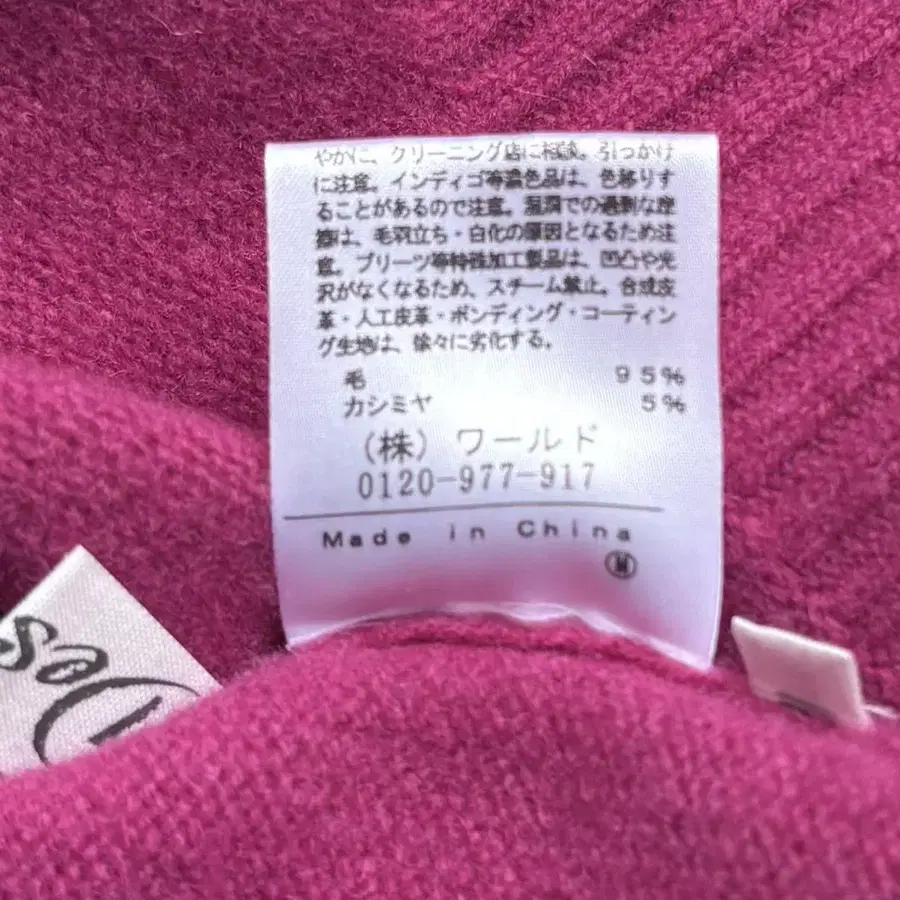 やかに、クリーニング店に相談。引っかけ
に注意。インディゴ等濃色品は、色移りす
ることがあるので注意。湿潤での過剰な摩
擦は、毛羽立ち・白化の原因となるため注
意。プリーツ等特殊加工製品は、凹凸や光
沢がなくなるため、スチーム禁止。合成皮
革・人工皮革・ボンディング・コーティン
グ生地は、徐々に劣化する。
毛 95%
カシミヤ 5%
(株) ワールド
0120-977-917
Made in China
M